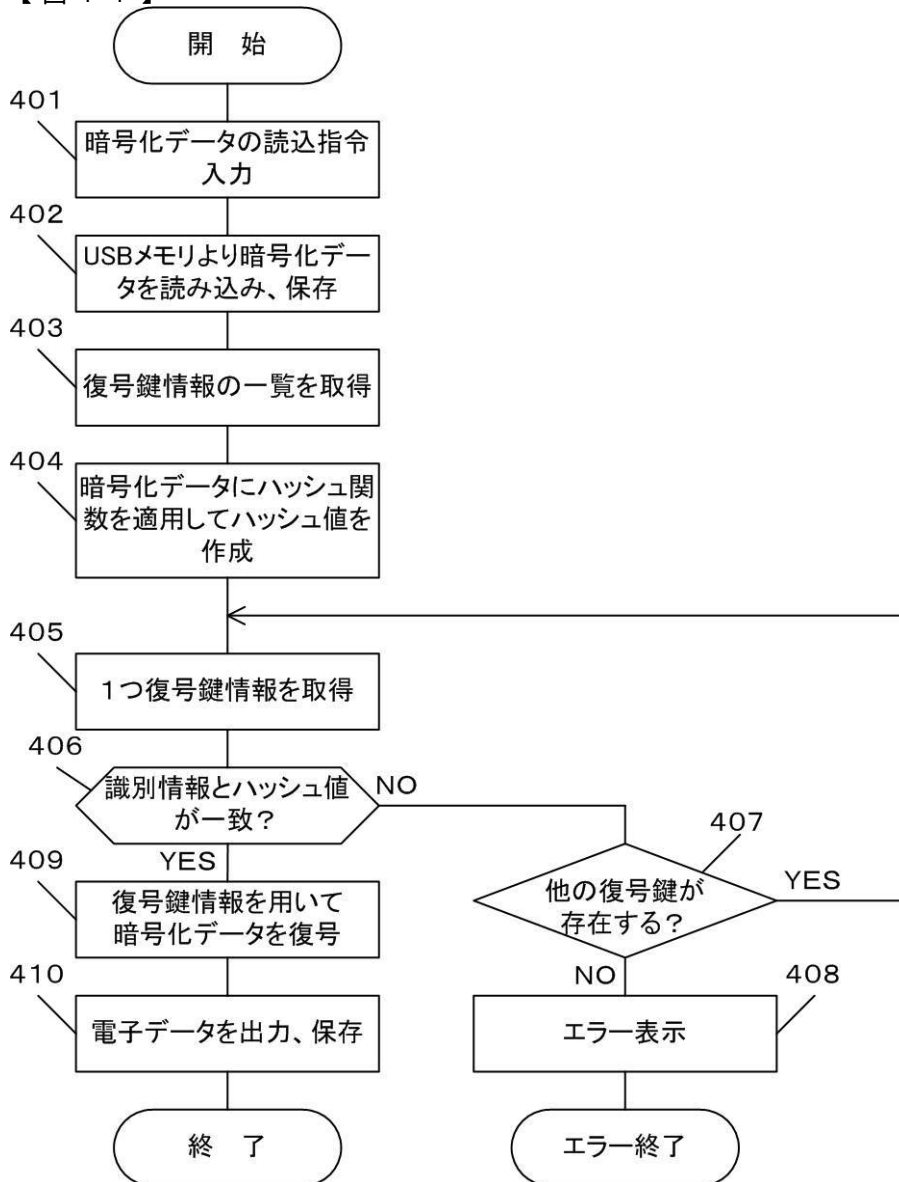 開 始
401
暗号化データの読込指令
入力
402
USBメモリより暗号化デー
タを読み込み、保存
403
復号鍵情報の一覧を取得
404
暗号化データにハッシュ関
数を適用してハッシュ値を
作成
405
1つ復号鍵情報を取得
406
識別情報とハッシュ値
が一致?
NO
YES
407
他の復号鍵が
存在する?
YES
NO
408
エラー表示
エラー終了
409
復号鍵情報を用いて
暗号化データを復号
410
電子データを出力、保存
終 了